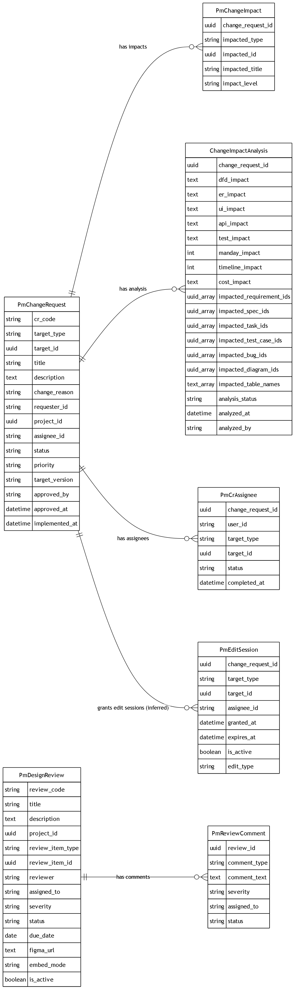 PmChangeImpact
uuid change_request_id
string impacted_type
uuid impacted_id
string impacted_title
string impact_level
has impacts
ChangeImpactAnalysis
uuid change_request_id
text dfd_impact
text er_impact
text ui_impact
text api_impact
text test_impact
int manday_impact
int timeline_impact
text cost_impact
uuid_array impacted_requirement_ids
uuid_array impacted_spec_ids
uuid_array impacted_task_ids
uuid_array impacted_test_case_ids
uuid_array impacted_bug_ids
uuid_array impacted_diagram_ids
text_array impacted_table_names
string analysis_status
datetime analyzed_at
string analyzed_by
has analysis
PmChangeRequest
string cr_code
string target_type
uuid target_id
string title
text description
string change_reason
string requester_id
uuid project_id
string assignee_id
string status
string priority
string target_version
string approved_by
datetime approved_at
datetime implemented_at
PmCrAssignee
uuid change_request_id
string user_id
string target_type
uuid target_id
string status
datetime completed_at
has assignees
PmEditSession
uuid change_request_id
string target_type
uuid target_id
string assignee_id
datetime granted_at
datetime expires_at
boolean is_active
string edit_type
grants edit sessions (inferred)
PmDesignReview
string review_code
string title
text description
uuid project_id
string review_item_type
uuid review_item_id
string reviewer
string assigned_to
string severity
string status
date due_date
text figma_url
string embed_mode
boolean is_active
has comments
PmReviewComment
uuid review_id
string comment_type
text comment_text
string severity
string assigned_to
string status